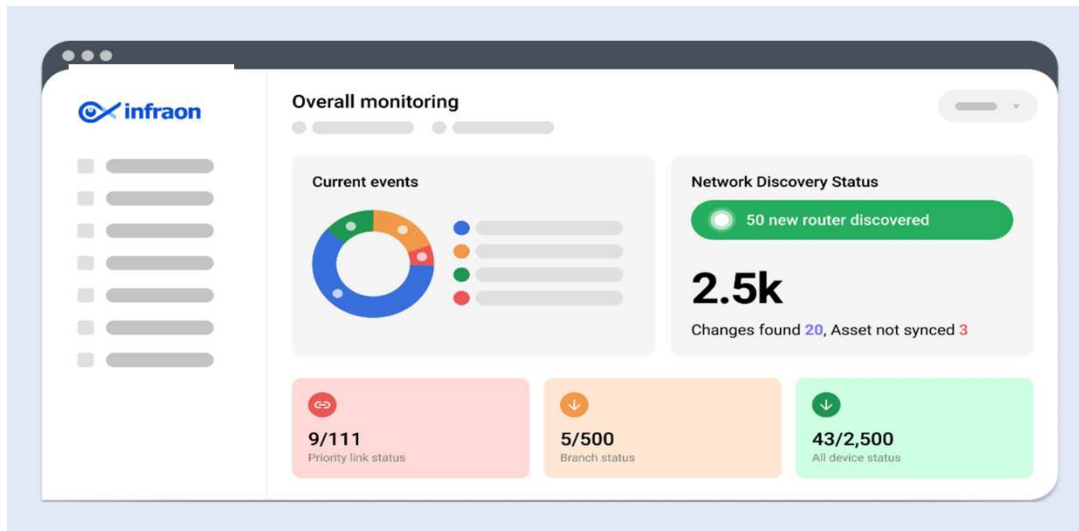 infraon
Overall monitoring
Current events
Network Discovery Status
50 new router discovered
2.5k
Changes found 20, Asset not synced 3
9/111
Priority link status
5/500
Branch status
43/2,500
All device status